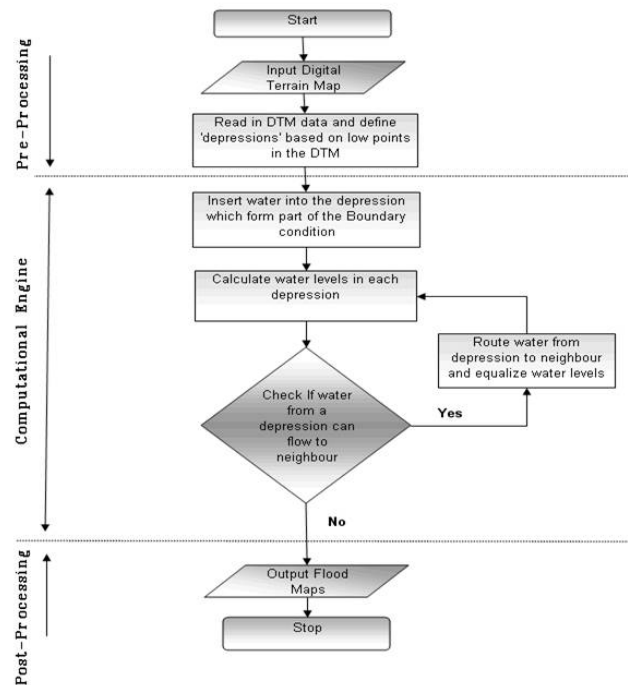 Start
Pre-Processing
Input Digital
Terrain Map
Read in DTM data and define
'depressions' based on low points
in the DTM
Computational Engine
Insert water into the depression
which form part of the Boundary
condition
Calculate water levels in each
depression
Route water from
depression to neighbour
and equalize water levels
Check If water
from a
depression can
flow to
neighbour
Yes
No
Post-Processing
Output Flood
Maps
Stop